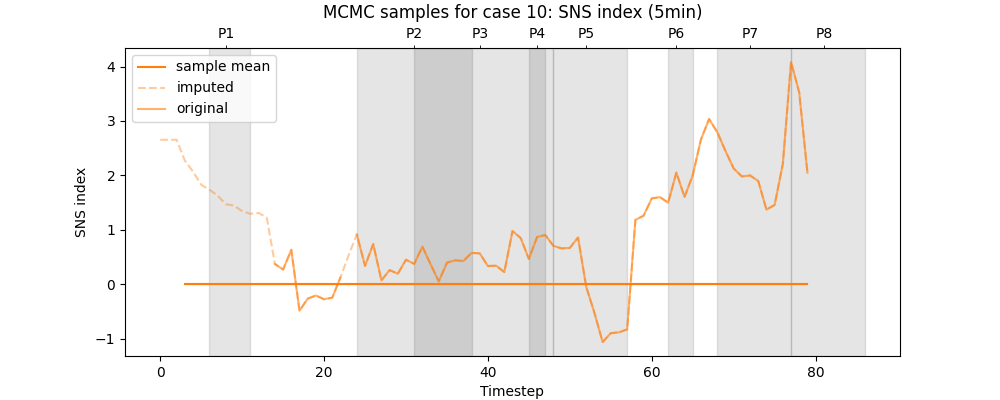 MCMC samples for case 10: SNS index (5min)
P1 P2 P3 P4 P5 P6 P7 P8
sample mean
imputed
original
SNS index
4
3
2
1
0
−1
0 20 40 60 80
Timestep